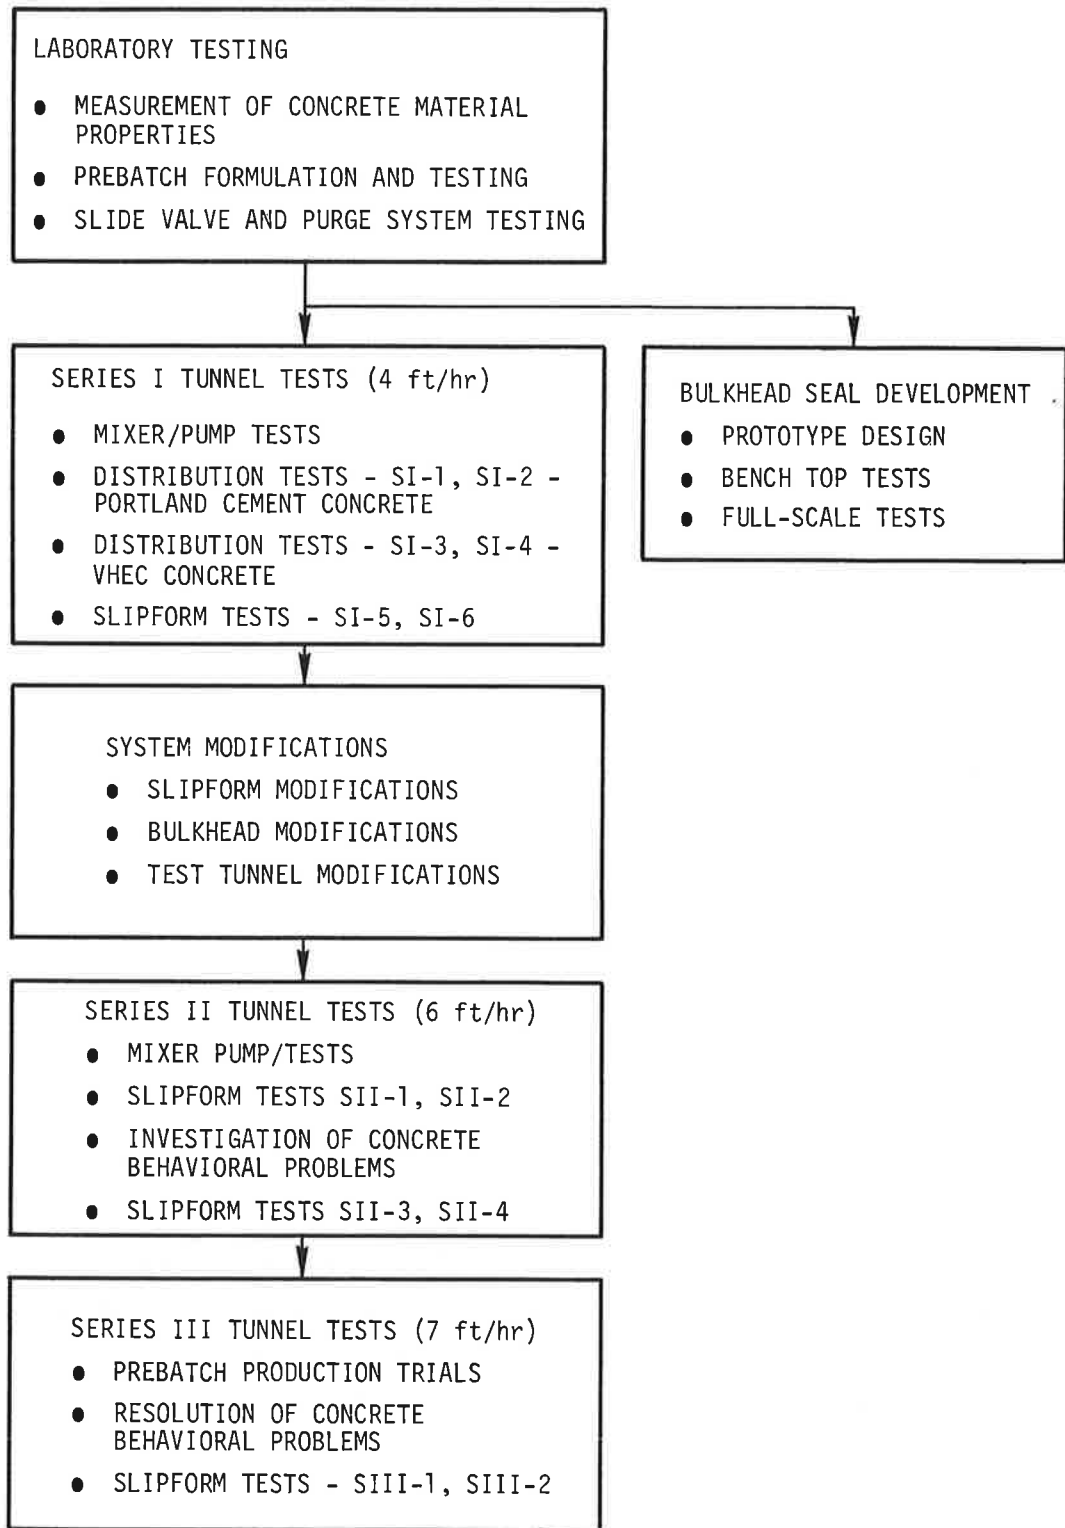 LABORATORY TESTING
● MEASUREMENT OF CONCRETE MATERIAL
PROPERTIES
● PREBATCH FORMULATION AND TESTING
● SLIDE VALVE AND PURGE SYSTEM TESTING
SERIES I TUNNEL TESTS (4 ft/hr)
● MIXER/PUMP TESTS
● DISTRIBUTION TESTS - SI-1, SI-2 -
PORTLAND CEMENT CONCRETE
● DISTRIBUTION TESTS - SI-3, SI-4 -
VHEC CONCRETE
● SLIPFORM TESTS - SI-5, SI-6
BULKHEAD SEAL DEVELOPMENT
● PROTOTYPE DESIGN
● BENCH TOP TESTS
● FULL-SCALE TESTS
SYSTEM MODIFICATIONS
● SLIPFORM MODIFICATIONS
● BULKHEAD MODIFICATIONS
● TEST TUNNEL MODIFICATIONS
SERIES II TUNNEL TESTS (6 ft/hr)
● MIXER PUMP/TESTS
● SLIPFORM TESTS SII-1, SII-2
● INVESTIGATION OF CONCRETE
BEHAVIORAL PROBLEMS
● SLIPFORM TESTS SII-3, SII-4
SERIES III TUNNEL TESTS (7 ft/hr)
● PREBATCH PRODUCTION TRIALS
● RESOLUTION OF CONCRETE
BEHAVIORAL PROBLEMS
● SLIPFORM TESTS - SIII-1, SIII-2